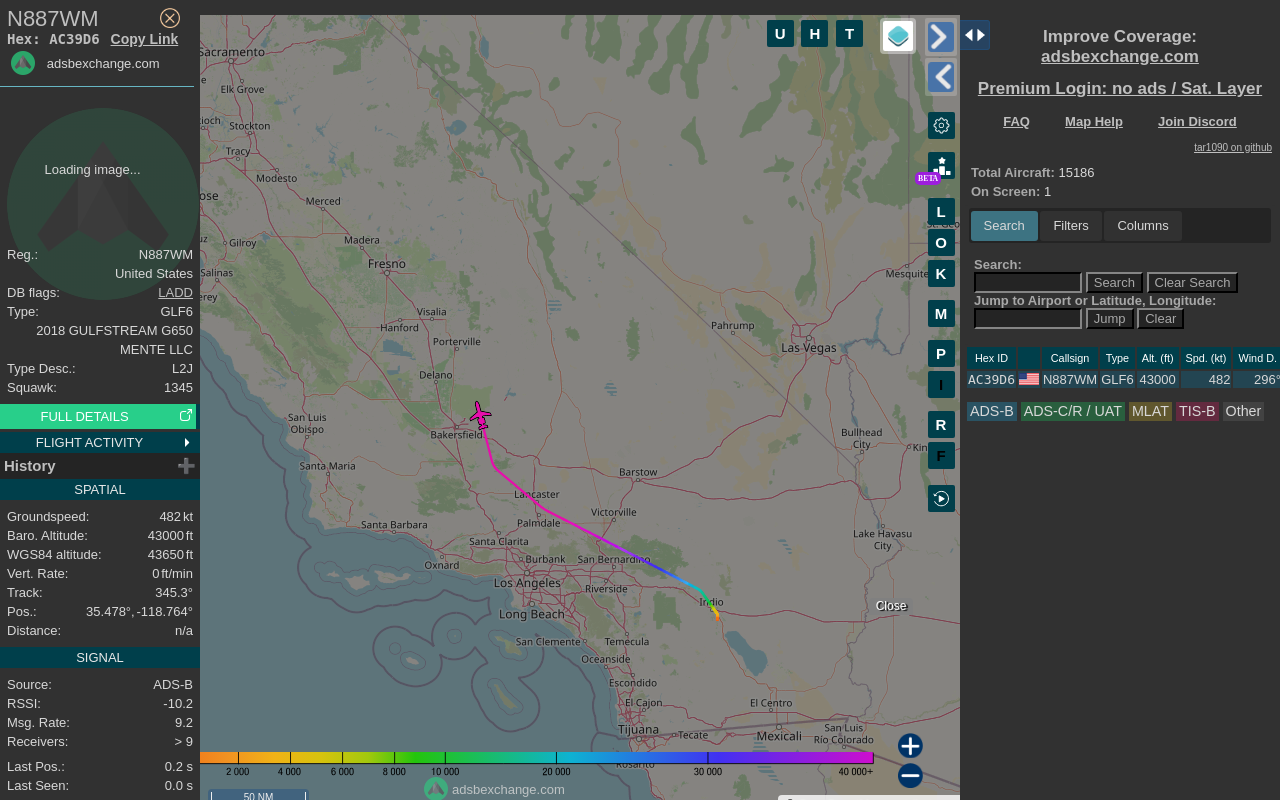 N887WM
Hex: AC39D6 Copy Link
adsbexchange.com
Loading image...
Reg.: N887WM
United States
DB flags: LADD
Type: GLF6
2018 GULFSTREAM G650
MENTE LLC
Type Desc.: L2J
Squawk: 1345
FULL DETAILS
FLIGHT ACTIVITY
History
SPATIAL
Groundspeed: 482 kt
Baro. Altitude: 43000 ft
WGS84 altitude: 43650 ft
Vert. Rate: 0 ft/min
Track: 345.3°
Pos.: 35.478°, -118.764°
Distance: n/a
SIGNAL
Source: ADS-B
RSSI: -10.2
Msg. Rate: 9.2
Receivers: > 9
Last Pos.: 0.2 s
Last Seen: 0.0 s
U H T
Sacramento
Elk Grove
Stockton
Tracy
Modesto
Merced
Gilroy
Madera
Fresno
Salinas
Visalia
Hanford
Porterville
Delano
Bakersfield
San Luis
Obispo
Santa Maria
Santa Barbara
Lancaster
Palmdale
Santa Clarita
Oxnard
Burbank
Los Angeles
Long Beach
Barstow
Victorville
San Bernardino
Riverside
Indio
San Clemente
Temecula
Oceanside
Escondido
El Cajon
Tijuana
Tecate
Rosarito
El Centro
Mexicali
San Luis
Río Colorado
Pahrump
Las Vegas
Mesquite
Bullhead
City
Lake Havasu
City
Close
BETA
L
O
K
M
P
I
R
F
2 000 4 000 6 000 8 000 10 000 20 000 30 000 40 000+
adsbexchange.com
50 NM
Improve Coverage:
adsbexchange.com
Premium Login: no ads / Sat. Layer
FAQ Map Help Join Discord
tar1090 on github
Total Aircraft: 15186
On Screen: 1
Search Filters Columns
Search:
Search Clear Search
Jump to Airport or Latitude, Longitude:
Jump Clear
Hex ID Callsign Type Alt. (ft) Spd. (kt) Wind D.
AC39D6 N887WM GLF6 43000 482 296°
ADS-B ADS-C/R / UAT MLAT TIS-B Other